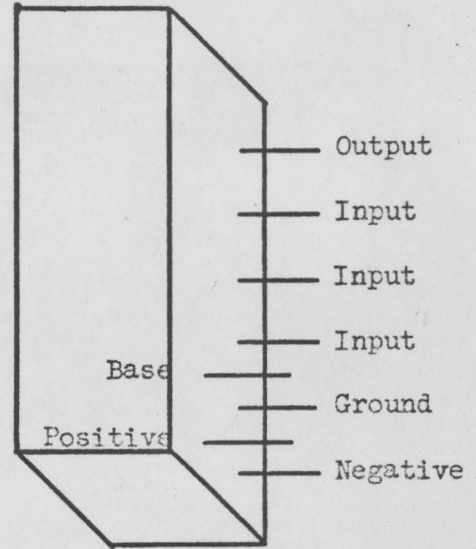 Output
Input
Input
Input
Base
Ground
Positive
Negative